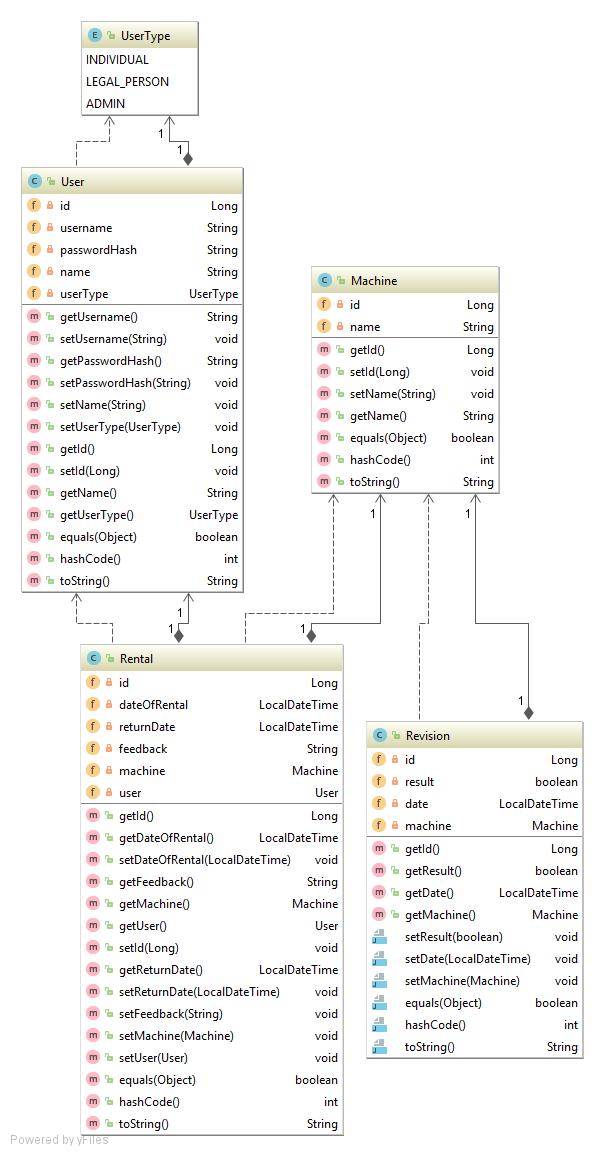 E UserType
INDIVIDUAL
LEGAL_PERSON
ADMIN
1
1
C User
f id Long
f username String
f passwordHash String
f name String
f userType UserType
m getUsername() String
m setUsername(String) void
m getPasswordHash() String
m setPasswordHash(String) void
m setName(String) void
m setUserType(UserType) void
m getId() Long
m setId(Long) void
m getName() String
m getUserType() UserType
m equals(Object) boolean
m hashCode() int
m toString() String
C Machine
f id Long
f name String
m getId() Long
m setId(Long) void
m setName(String) void
m getName() String
m equals(Object) boolean
m hashCode() int
m toString() String
1
1
1
1
1
1
C Rental
f id Long
f dateOfRental LocalDateTime
f returnDate LocalDateTime
f feedback String
f machine Machine
f user User
m getId() Long
m getDateOfRental() LocalDateTime
m setDateOfRental(LocalDateTime) void
m getFeedback() String
m getMachine() Machine
m getUser() User
m setId(Long) void
m getReturnDate() LocalDateTime
m setReturnDate(LocalDateTime) void
m setFeedback(String) void
m setMachine(Machine) void
m setUser(User) void
m equals(Object) boolean
m hashCode() int
m toString() String
C Revision
f id Long
f result boolean
f date LocalDateTime
f machine Machine
m getId() Long
m getResult() boolean
m getDate() LocalDateTime
m getMachine() Machine
setResult(boolean) void
setDate(LocalDateTime) void
setMachine(Machine) void
equals(Object) boolean
hashCode() int
toString() String
Powered by yFiles